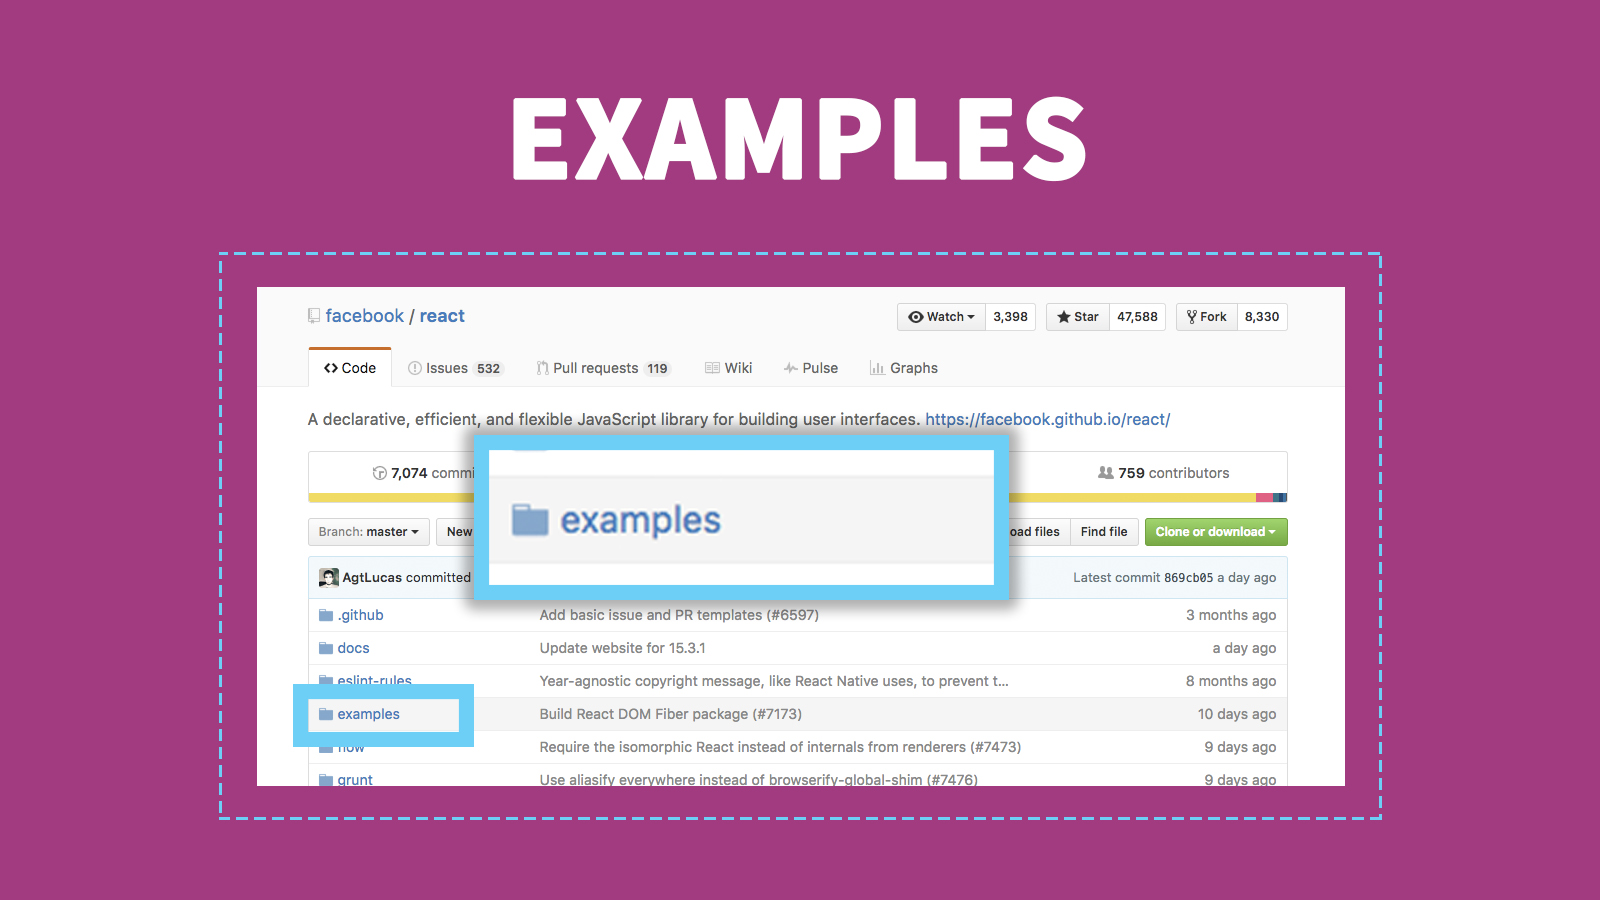 EXAMPLES
facebook / react
Watch 3,398 Star 47,588 Fork 8,330
Code Issues 532 Pull requests 119 Wiki Pulse Graphs
A declarative, efficient, and flexible JavaScript library for building user interfaces. https://facebook.github.io/react/
7,074 759 contributors
examples
Branch: master New files Find file Clone or download
AgtLucas committed Latest commit 869cb05 a day ago
.github Add basic issue and PR templates (#6597) 3 months ago
docs Update website for 15.3.1 a day ago
eslint-rules Year-agnostic copyright message, like React Native uses, to prevent t... 8 months ago
examples Build React DOM Fiber package (#7173) 10 days ago
Require the isomorphic React instead of internals from renderers (#7473) 9 days ago
grunt Use aliasify everywhere instead of browserify-global-shim (#7476) 9 days ago